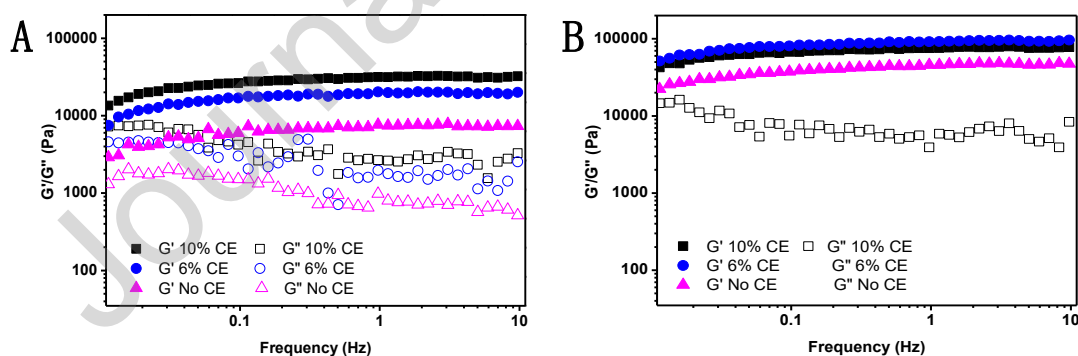 A
B
Journa
100000
10000
1000
100
G'/G'' (Pa)
G' 10% CE G'' 10% CE
G' 6% CE G'' 6% CE
G' No CE G'' No CE
0.1 1 10
Frequency (Hz)
100000
10000
1000
100
G'/G'' (Pa)
G' 10% CE G'' 10% CE
G' 6% CE G'' 6% CE
G' No CE G'' No CE
0.1 1 10
Frequency (Hz)